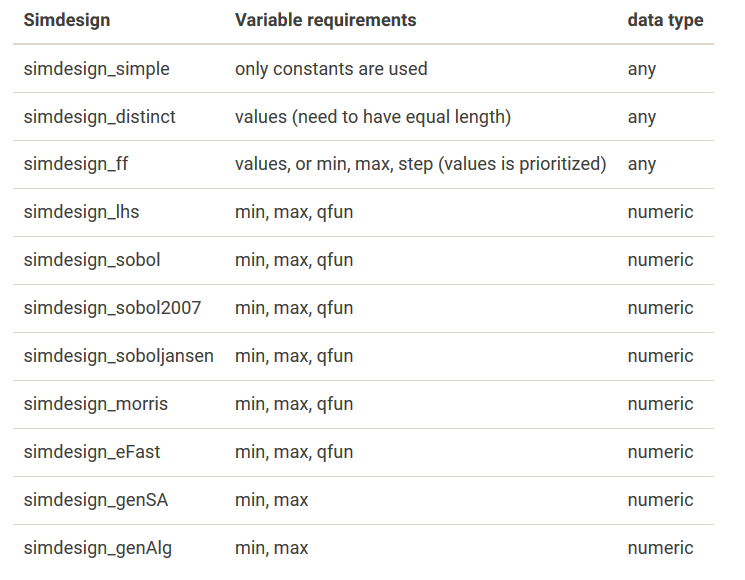 Simdesign Variable requirements data type
simdesign_simple only constants are used any
simdesign_distinct values (need to have equal length) any
simdesign_ff values, or min, max, step (values is prioritized) any
simdesign_lhs min, max, qfun numeric
simdesign_sobol min, max, qfun numeric
simdesign_sobol2007 min, max, qfun numeric
simdesign_soboljansen min, max, qfun numeric
simdesign_morris min, max, qfun numeric
simdesign_eFast min, max, qfun numeric
simdesign_genSA min, max numeric
simdesign_genAlg min, max numeric